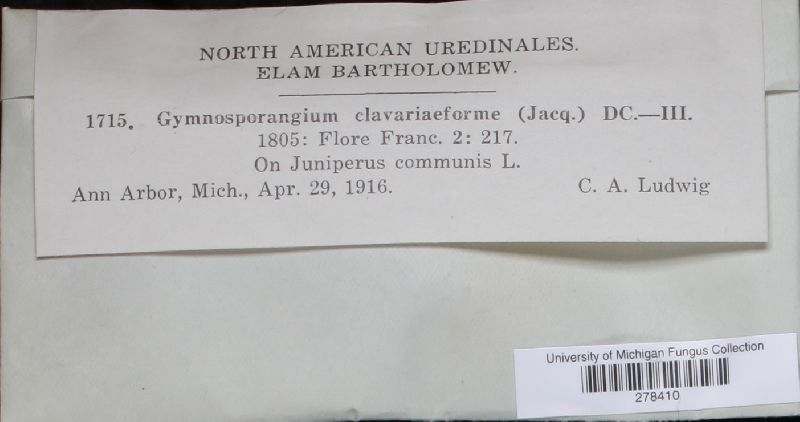 NORTH AMERICAN UREDINALES.
ELAM BARTHOLOMEW.
1715. Gymnosporangium clavariaeforme (Jacq.) DC.—III.
1805: Flore Franc. 2: 217.
On Juniperus communis L.
Ann Arbor, Mich., Apr. 29, 1916. C. A. Ludwig
University of Michigan Fungus Collection
278410